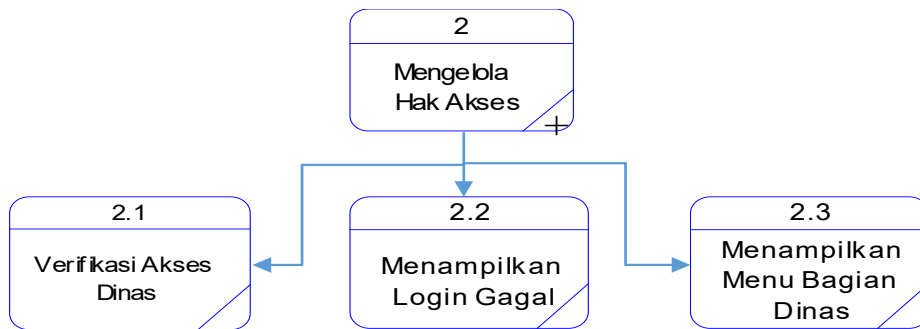 2
Mengelola
Hak Akses
2.1
Verifikasi Akses
Dinas
2.2
Menampilkan
Login Gagal
2.3
Menampilkan
Menu Bagian
Dinas